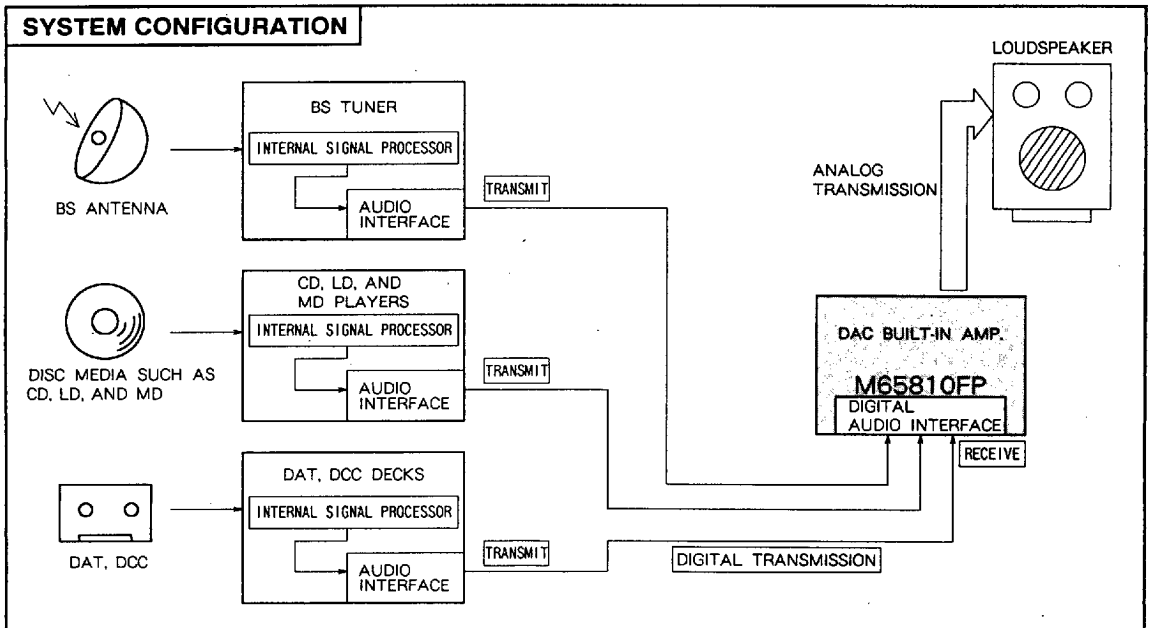 SYSTEM CONFIGURATION
LOUDSPEAKER
BS TUNER
INTERNAL SIGNAL PROCESSOR
AUDIO
INTERFACE
TRANSMIT
BS ANTENNA
ANALOG
TRANSMISSION
CD, LD, AND
MD PLAYERS
INTERNAL SIGNAL PROCESSOR
AUDIO
INTERFACE
TRANSMIT
DISC MEDIA SUCH AS
CD, LD, AND MD
DAC BUILT-IN AMP.
M65810FP
DIGITAL
AUDIO INTERFACE
RECEIVE
DAT, DCC DECKS
INTERNAL SIGNAL PROCESSOR
AUDIO
INTERFACE
TRANSMIT
DIGITAL TRANSMISSION
DAT, DCC